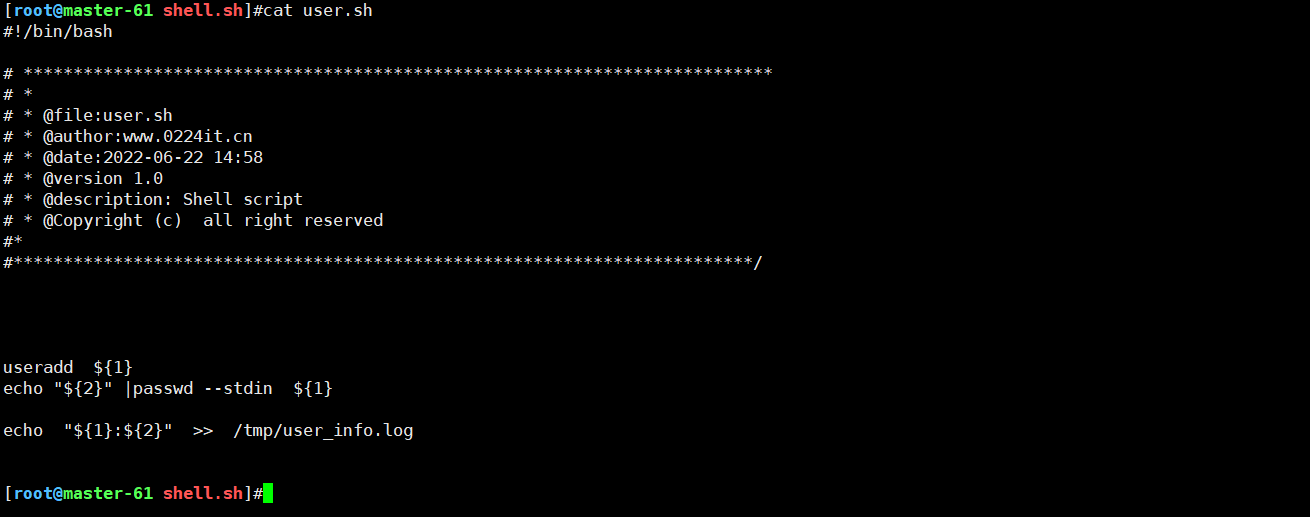 [root@master-61 shell.sh]#cat user.sh
#!/bin/bash
# ***************************************************************************
# *
# * @file:user.sh
# * @author:www.0224it.cn
# * @date:2022-06-22 14:58
# * @version 1.0
# * @description: Shell script
# * @Copyright (c)  all right reserved
#*
#**************************************************************************/
useradd  ${1}
echo "${2}" |passwd --stdin  ${1}
echo  "${1}:${2}"  >>  /tmp/user_info.log
[root@master-61 shell.sh]#